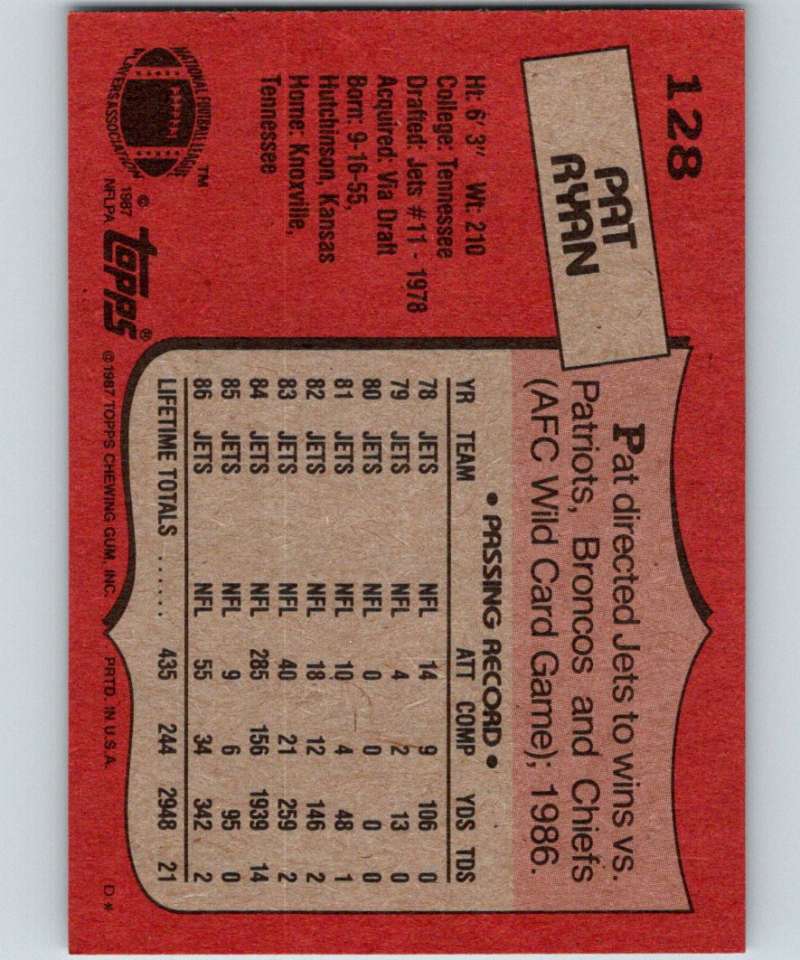 128
PAT
RYAN
Ht: 6'3" Wt: 210
College: Tennessee
Drafted: Jets #11 - 1978
Acquired: Via Draft
Born: 9-16-55,
Hutchinson, Kansas
Home: Knoxville,
Tennessee
NATIONAL FOOTBALL LEAGUE
PLAYERS ASSOCIATION
™
© 1987
NFLPA
topps®
Pat directed Jets to wins vs.
Patriots, Broncos and Chiefs
(AFC Wild Card Game); 1986.
• PASSING RECORD •
YR TEAM ATT COMP YDS TDS
78 JETS NFL 14 9 106 0
79 JETS NFL 4 2 13 0
80 JETS NFL 0 0 0 0
81 JETS NFL 10 4 48 1
82 JETS NFL 18 12 146 2
83 JETS NFL 40 21 259 2
84 JETS NFL 285 156 1939 14
85 JETS NFL 9 6 95 0
86 JETS NFL 55 34 342 2
LIFETIME TOTALS ...... 435 244 2948 21
©1987 TOPPS CHEWING GUM, INC. PRTD. IN U.S.A. D*